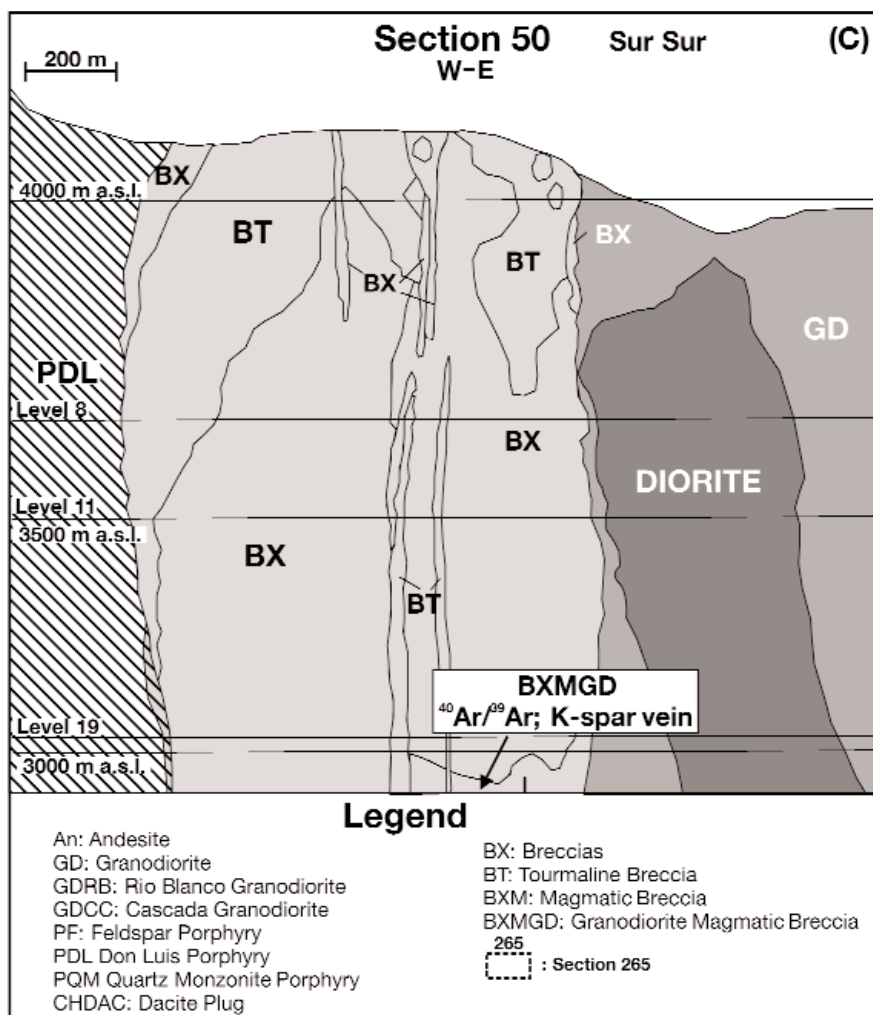 Section 50 Sur Sur (C)
W-E
200 m
BX
4000 m a.s.l.
BT
BX
BT
BX
GD
PDL
Level 8
BX
DIORITE
Level 11
3500 m a.s.l.
BX
BT
BXMGD
40Ar/39Ar; K-spar vein
Level 19
3000 m a.s.l.
Legend
An: Andesite
GD: Granodiorite
GDRB: Rio Blanco Granodiorite
GDCC: Cascada Granodiorite
PF: Feldspar Porphyry
PDL Don Luis Porphyry
PQM Quartz Monzonite Porphyry
CHDAC: Dacite Plug
BX: Breccias
BT: Tourmaline Breccia
BXM: Magmatic Breccia
BXMGD: Granodiorite Magmatic Breccia
265
: Section 265